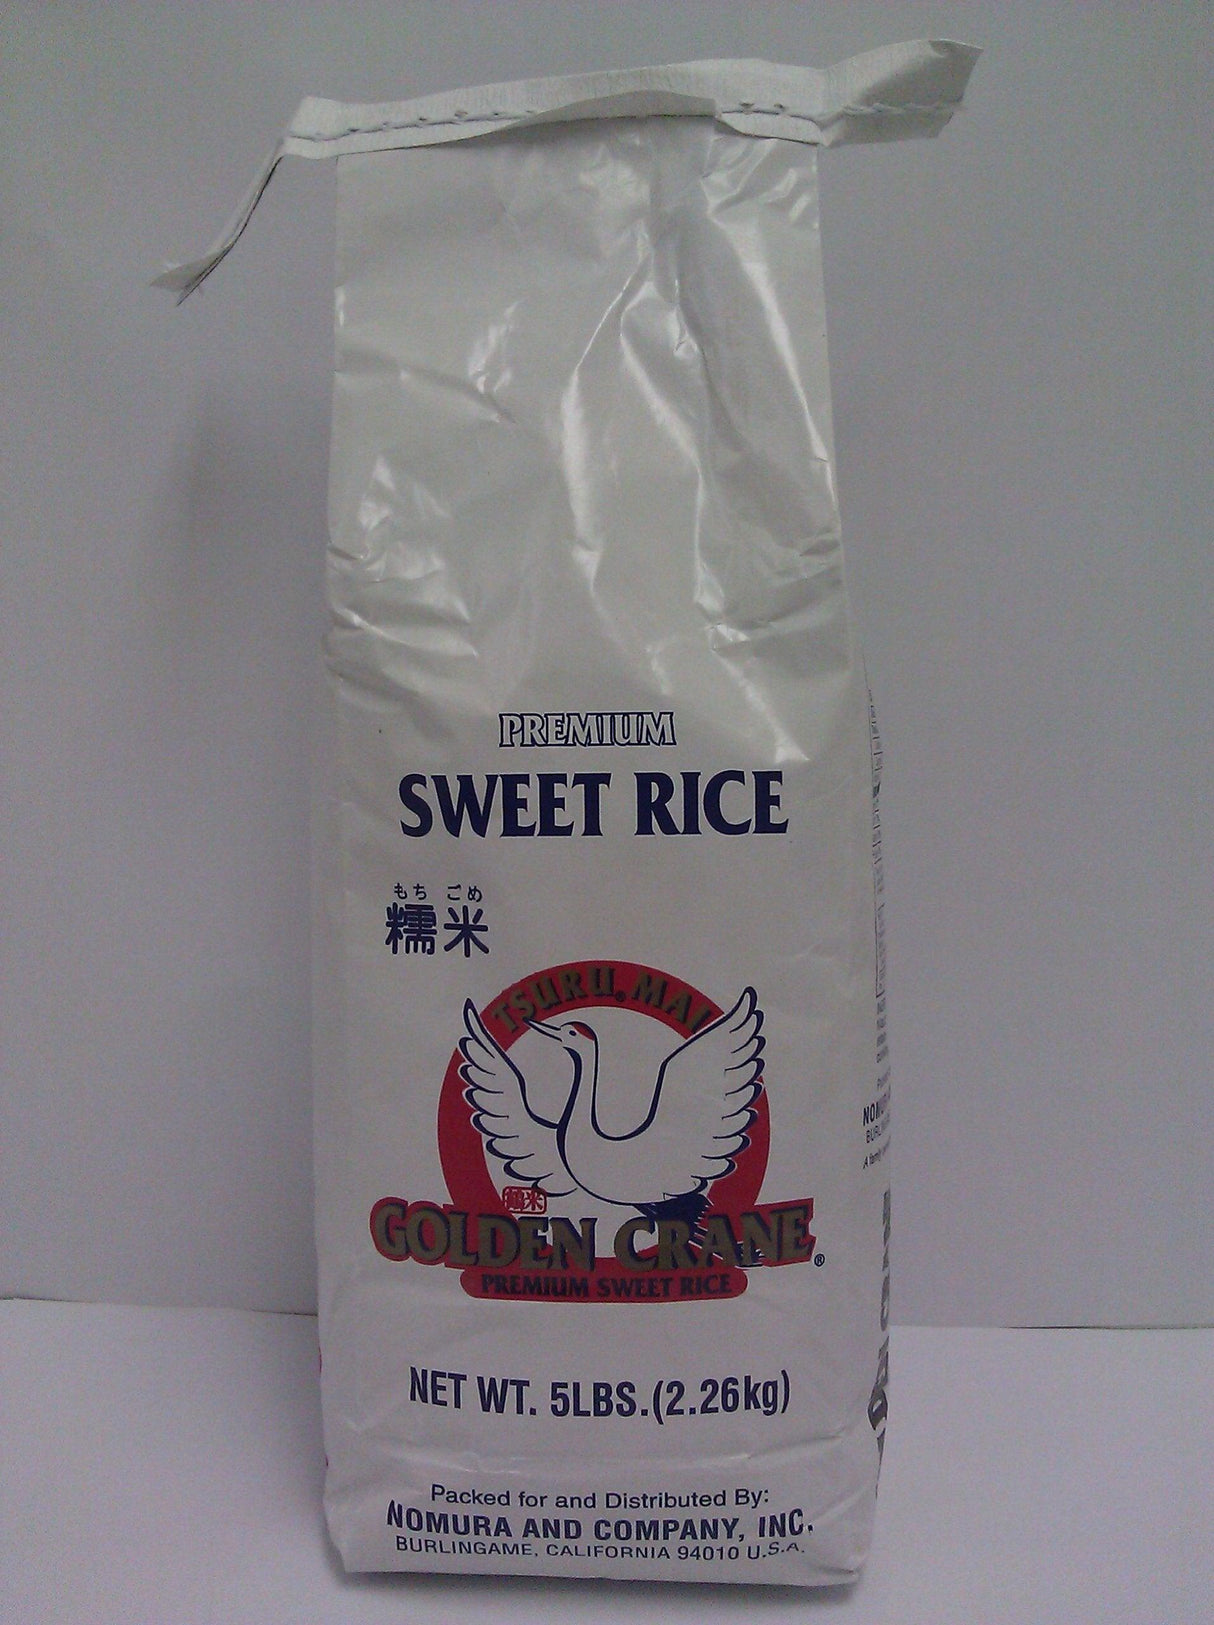 PREMIUM
SWEET RICE
もち ごめ
糯米
TSURU® MAI
GOLDEN CRANE®
PREMIUM SWEET RICE
NET WT. 5LBS.(2.26kg)
Packed for and Distributed By:
NOMURA AND COMPANY, INC.
BURLINGAME, CALIFORNIA 94010 U.S.A.